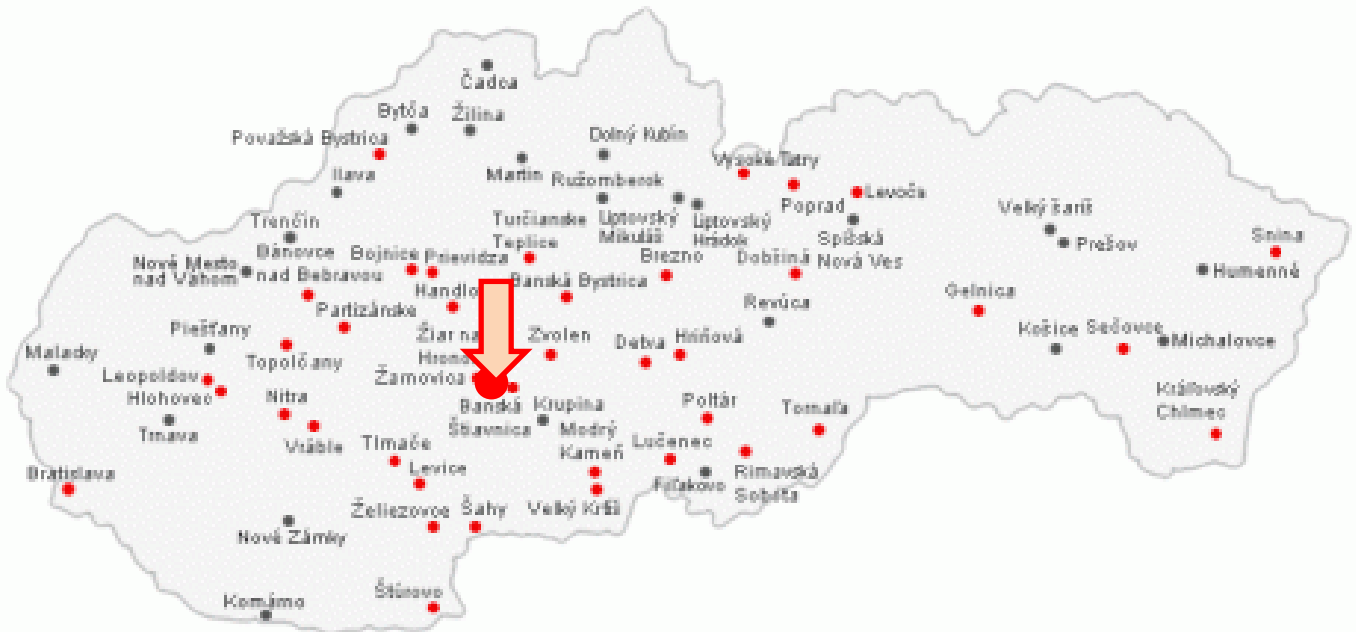 Čadca
Bytča
Žilina
Považská Bystrica
Dolný Kubín
Vysoké Tatry
Ilava
Martin
Ružomberok
Levoča
Poprad
Liptovský
Mikuláš
Liptovský
Hrádok
Trenčín
Turčianske
Teplice
Veľký šariš
Prešov
Spišská
Nová Ves
Snina
Nové Mesto
nad Váhom
Bánovce
nad Bebravou
Bojnice
Prievidza
Brezno
Dobšiná
Humenné
Handlo
Banská Bystrica
Gelnica
Partizánske
Revúca
Piešťany
Žiar na
Hrono
Zvolen
Detva
Hriňová
Košice
Sečovce
Michalovce
Malacky
Topoľčany
Leopoldov
Žarnovica
Hlohovec
Nitra
Banská
Štiavnica
Krupina
Poltár
Tornaľa
Kráľovský
Chlmec
Trnava
Vráble
Tlmače
Modrý
Kameň
Lučenec
Bratislava
Levice
Fiľakovo
Rimavská
Sobota
Želiezovce
Šahy
Veľký Krtíš
Nové Zámky
Štúrovo
Komárno